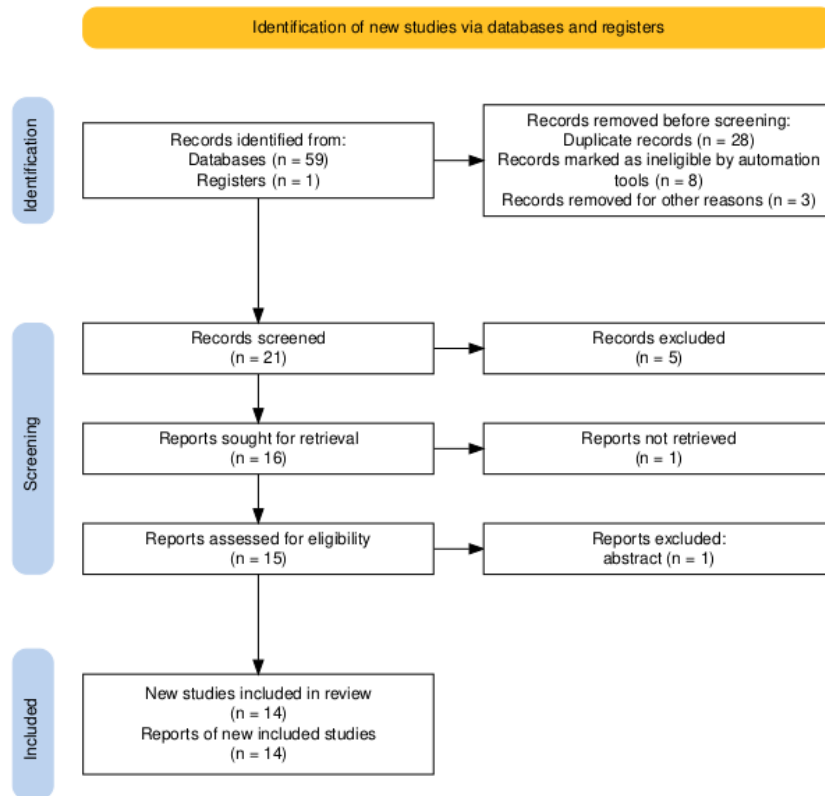 Identification of new studies via databases and registers
Identification
Records identified from:
Databases (n = 59)
Registers (n = 1)
Records removed before screening:
Duplicate records (n = 28)
Records marked as ineligible by automation
tools (n = 8)
Records removed for other reasons (n = 3)
Screening
Records screened
(n = 21)
Records excluded
(n = 5)
Reports sought for retrieval
(n = 16)
Reports not retrieved
(n = 1)
Reports assessed for eligibility
(n = 15)
Reports excluded:
abstract (n = 1)
Included
New studies included in review
(n = 14)
Reports of new included studies
(n = 14)